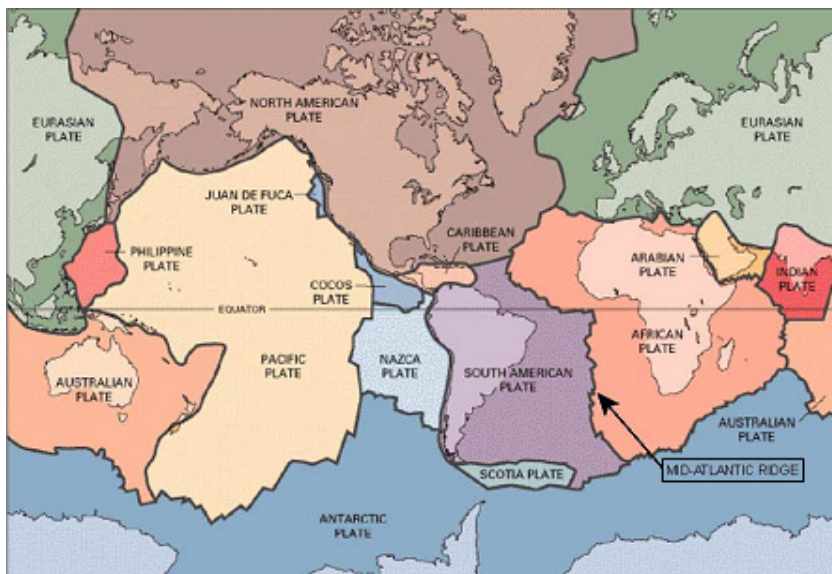 NORTH AMERICAN
PLATE
EURASIAN
PLATE
EURASIAN
PLATE
JUAN DE FUCA
PLATE
CARIBBEAN
PLATE
PHILIPPINE
PLATE
ARABIAN
PLATE
INDIAN
PLATE
COCOS
PLATE
EQUATOR
AFRICAN
PLATE
PACIFIC
PLATE
NAZCA
PLATE
SOUTH AMERICAN
PLATE
AUSTRALIAN
PLATE
AUSTRALIAN
PLATE
SCOTIA PLATE
MID-ATLANTIC RIDGE
ANTARCTIC
PLATE